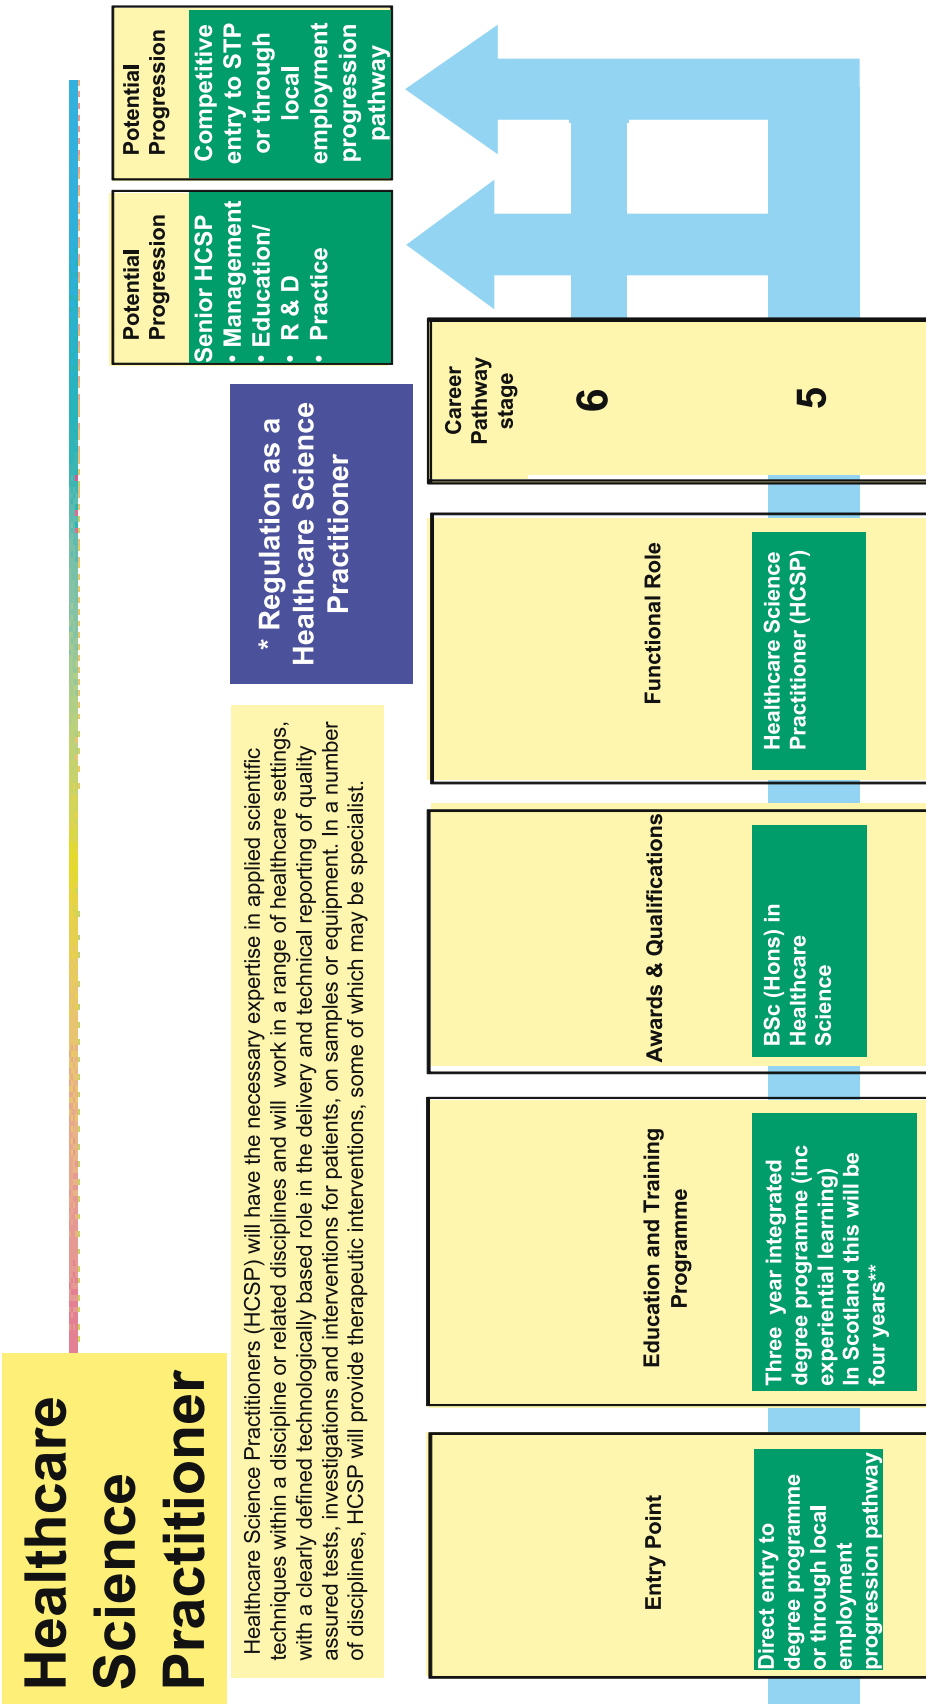 Healthcare
Science
Practitioner
Healthcare Science Practitioners (HCSP) will have the necessary expertise in applied scientific
techniques within a discipline or related disciplines and will work in a range of healthcare settings,
with a clearly defined technologically based role in the delivery and technical reporting of quality
assured tests, investigations and interventions for patients, on samples or equipment. In a number
of disciplines, HCSP will provide therapeutic interventions, some of which may be specialist.
* Regulation as a
Healthcare Science
Practitioner
Potential
Progression
Senior HCSP
• Management
• Education/
• R & D
• Practice
Potential
Progression
Competitive
entry to STP
or through
local
employment
progression
pathway
Entry Point
Direct entry to
degree programme
or through local
employment
progression pathway
Education and Training
Programme
Three year integrated
degree programme (inc
experiential learning)
In Scotland this will be
four years**
Awards & Qualifications
BSc (Hons) in
Healthcare
Science
Functional Role
Healthcare Science
Practitioner (HCSP)
Career
Pathway
stage
6
5